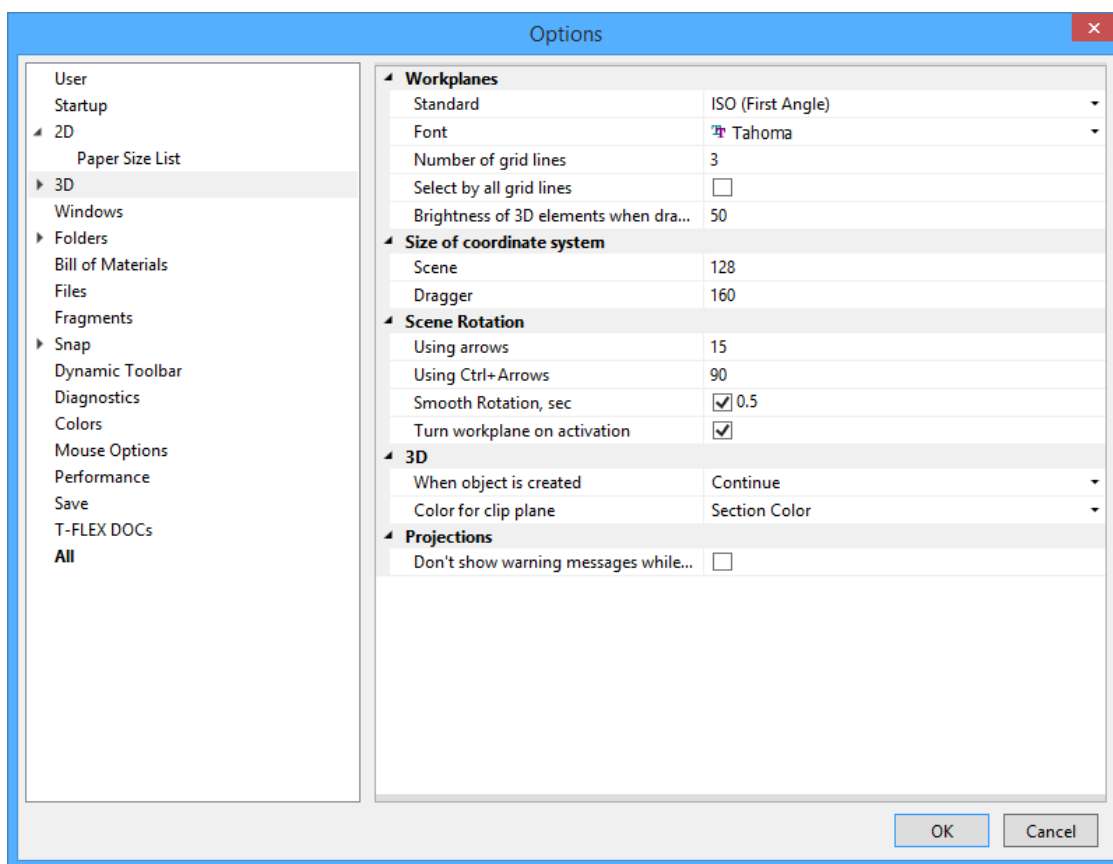 Options
User
Startup
2D
Paper Size List
3D
Windows
Folders
Bill of Materials
Files
Fragments
Snap
Dynamic Toolbar
Diagnostics
Colors
Mouse Options
Performance
Save
T-FLEX DOCs
All
Workplanes
Standard ISO (First Angle)
Font Tahoma
Number of grid lines 3
Select by all grid lines
Brightness of 3D elements when dra... 50
Size of coordinate system
Scene 128
Dragger 160
Scene Rotation
Using arrows 15
Using Ctrl+Arrows 90
Smooth Rotation, sec 0.5
Turn workplane on activation
3D
When object is created Continue
Color for clip plane Section Color
Projections
Don't show warning messages while...
OK Cancel